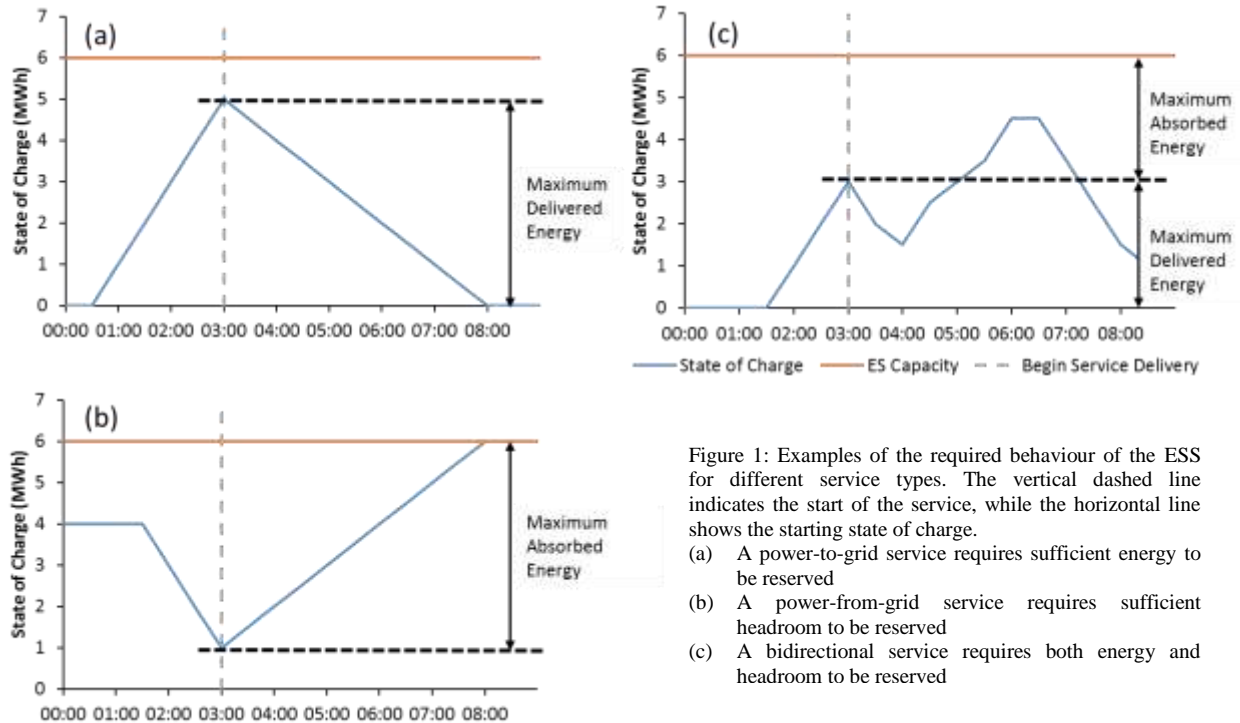 (a)
7
6
5
4
3
2
1
0
State of Charge (MWh)
Maximum
Delivered
Energy
00:00 01:00 02:00 03:00 04:00 05:00 06:00 07:00 08:00
(c)
7
6
5
4
3
2
1
0
State of Charge (MWh)
Maximum
Absorbed
Energy
Maximum
Delivered
Energy
00:00 01:00 02:00 03:00 04:00 05:00 06:00 07:00 08:00
State of Charge ES Capacity Begin Service Delivery
(b)
7
6
5
4
3
2
1
0
State of Charge (MWh)
Maximum
Absorbed
Energy
00:00 01:00 02:00 03:00 04:00 05:00 06:00 07:00 08:00
Figure 1: Examples of the required behaviour of the ESS
for different service types. The vertical dashed line
indicates the start of the service, while the horizontal line
shows the starting state of charge.
(a) A power-to-grid service requires sufficient energy to
be reserved
(b) A power-from-grid service requires sufficient
headroom to be reserved
(c) A bidirectional service requires both energy and
headroom to be reserved